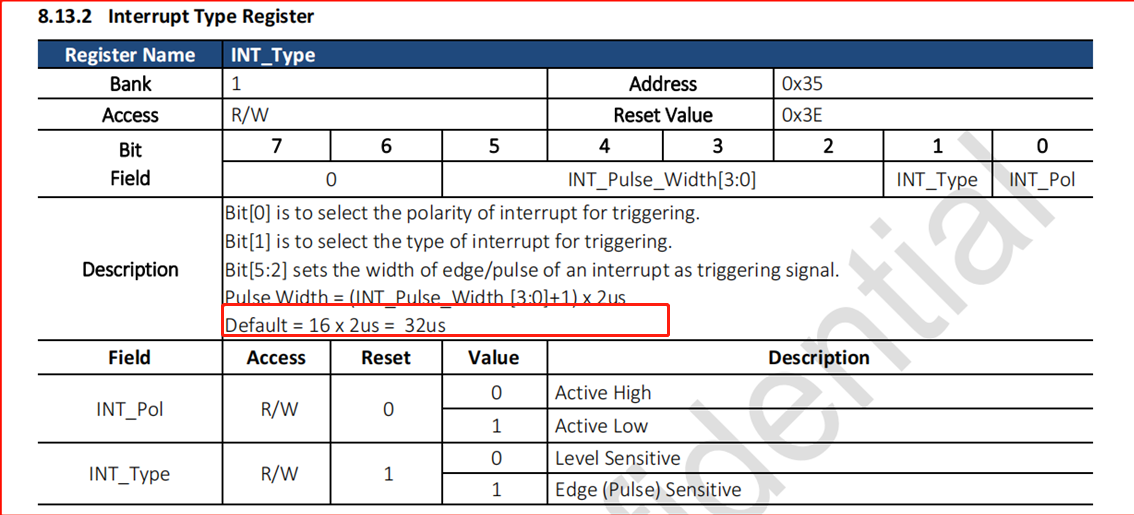 8.13.2 Interrupt Type Register
Register Name INT_Type
Bank 1 Address 0x35
Access R/W Reset Value 0x3E
Bit 7 6 5 4 3 2 1 0
Field 0 INT_Pulse_Width[3:0] INT_Type INT_Pol
Description
Bit[0] is to select the polarity of interrupt for triggering.
Bit[1] is to select the type of interrupt for triggering.
Bit[5:2] sets the width of edge/pulse of an interrupt as triggering signal.
Pulse Width = (INT_Pulse_Width [3:0]+1) x 2us
Default = 16 x 2us = 32us
Field Access Reset Value Description
INT_Pol R/W 0
0 Active High
1 Active Low
INT_Type R/W 1
0 Level Sensitive
1 Edge (Pulse) Sensitive
fidential